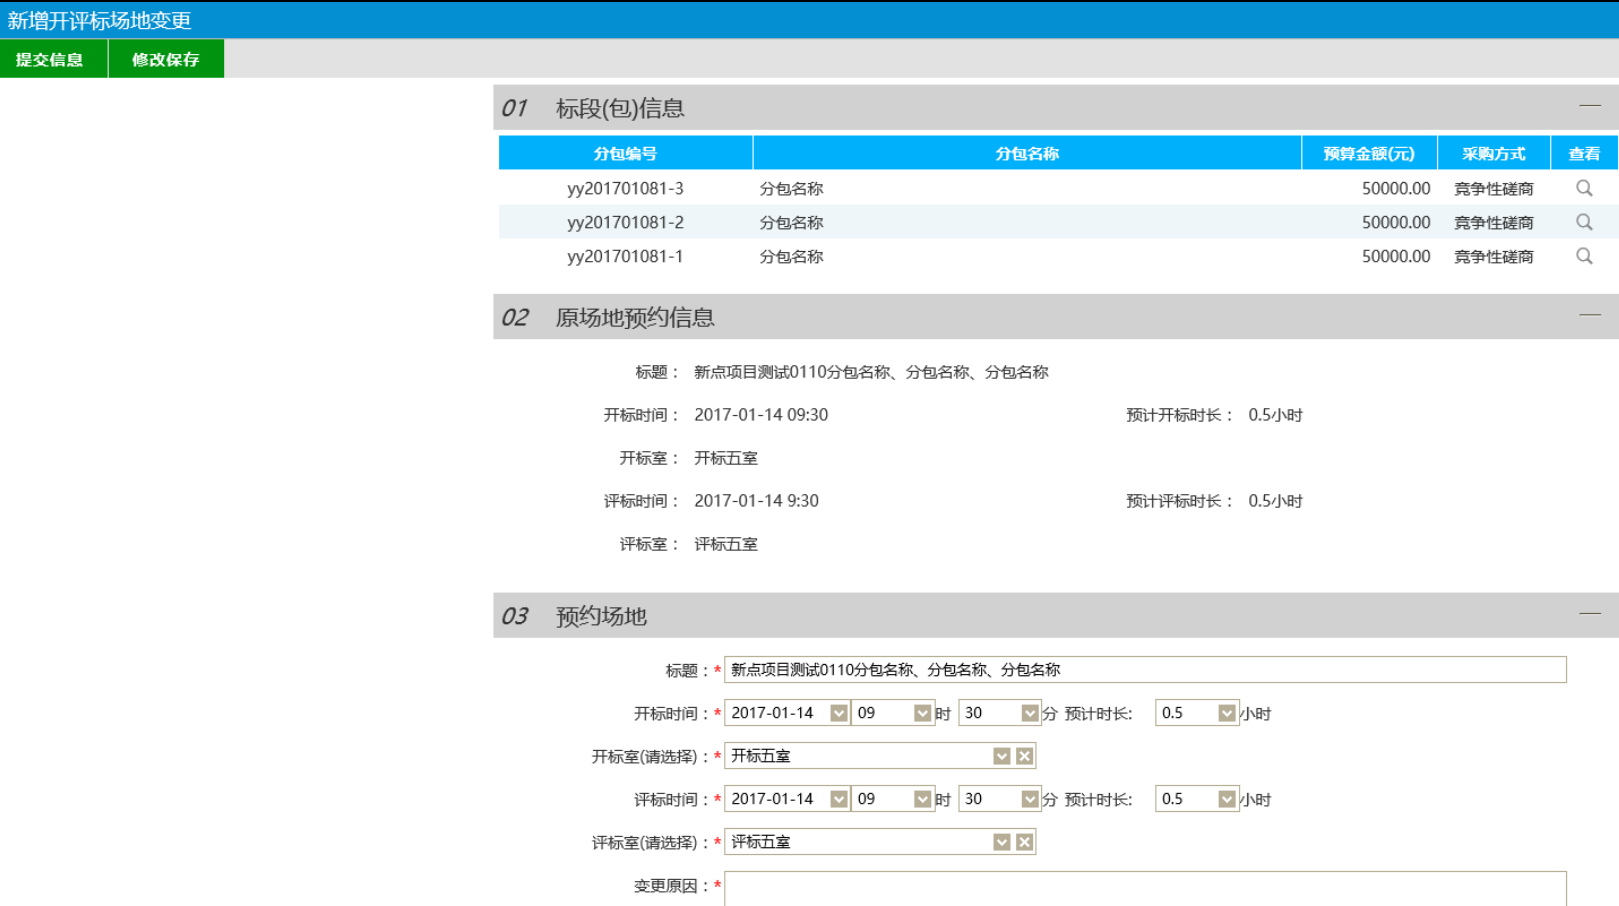 新增开评标场地变更
提交信息 修改保存
01 标段(包)信息
分包编号 分包名称 预算金额(元) 采购方式 查看
yy201701081-3 分包名称 50000.00 竞争性磋商
yy201701081-2 分包名称 50000.00 竞争性磋商
yy201701081-1 分包名称 50000.00 竞争性磋商
02 原场地预约信息
标题： 新点项目测试0110分包名称、分包名称、分包名称
开标时间： 2017-01-14 09:30 预计开标时长： 0.5小时
开标室： 开标五室
评标时间： 2017-01-14 9:30 预计评标时长： 0.5小时
评标室： 评标五室
03 预约场地
标题：* 新点项目测试0110分包名称、分包名称、分包名称
开标时间：* 2017-01-14 09 时 30 分 预计时长: 0.5 小时
开标室(请选择)：* 开标五室
评标时间：* 2017-01-14 09 时 30 分 预计时长: 0.5 小时
评标室(请选择)：* 评标五室
变更原因：*